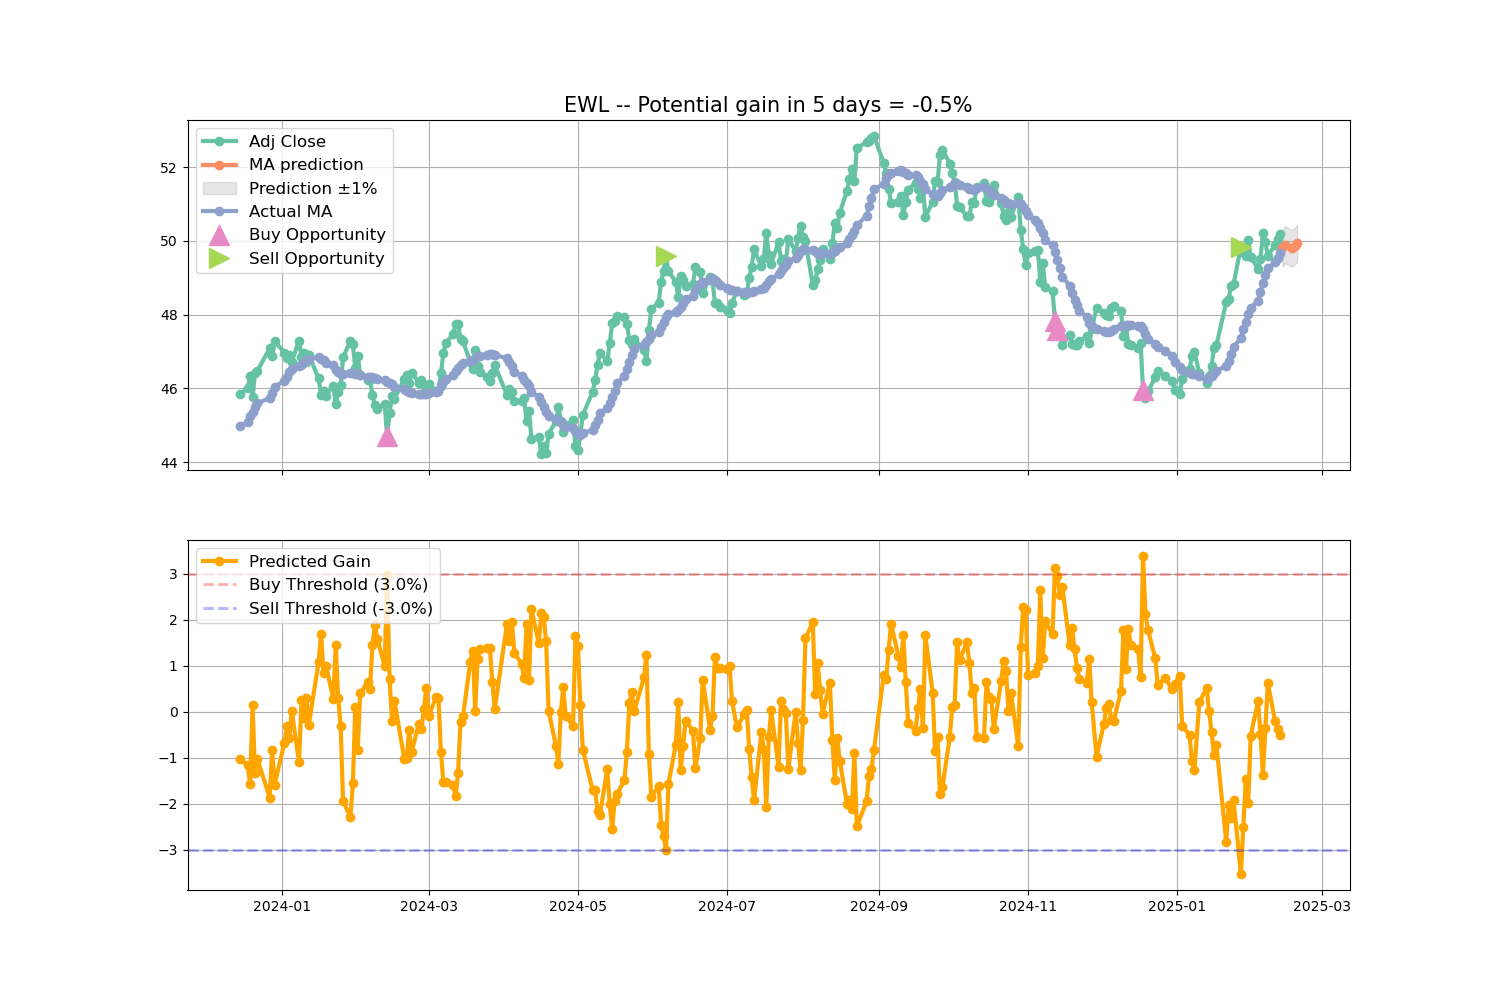 EWL -- Potential gain in 5 days = -0.5%
Adj Close
MA prediction
Prediction ±1%
Actual MA
Buy Opportunity
Sell Opportunity
52
50
48
46
44
Predicted Gain
Buy Threshold (3.0%)
Sell Threshold (-3.0%)
3
2
1
0
−1
−2
−3
2024-01 2024-03 2024-05 2024-07 2024-09 2024-11 2025-01 2025-03